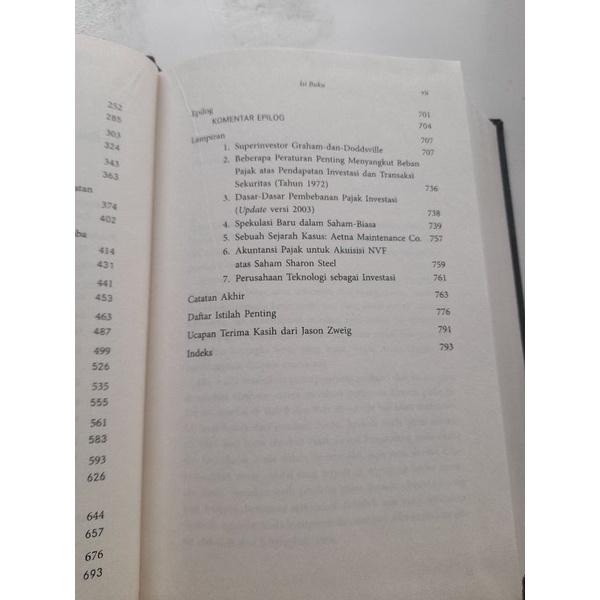 252
285
303
324
343
363
atan
374
402
ba
414
431
441
453
463
487
499
526
535
555
561
583
593
626
644
657
676
693
Isi Buku vii
Epilog 701
KOMENTAR EPILOG 704
Lampiran 707
1. Superinvestor Graham-dan-Doddsville 707
2. Beberapa Peraturan Penting Menyangkut Beban
Pajak atas Pendapatan Investasi dan Transaksi
Sekuritas (Tahun 1972) 736
3. Dasar-Dasar Pembebanan Pajak Investasi
(Update versi 2003) 738
4. Spekulasi Baru dalam Saham-Biasa 739
5. Sebuah Sejarah Kasus: Aetna Maintenance Co. 757
6. Akuntansi Pajak untuk Akuisisi NVF
atas Saham Sharon Steel 759
7. Perusahaan Teknologi sebagai Investasi 761
Catatan Akhir 763
Daftar Istilah Penting 776
Ucapan Terima Kasih dari Jason Zweig 791
Indeks 793